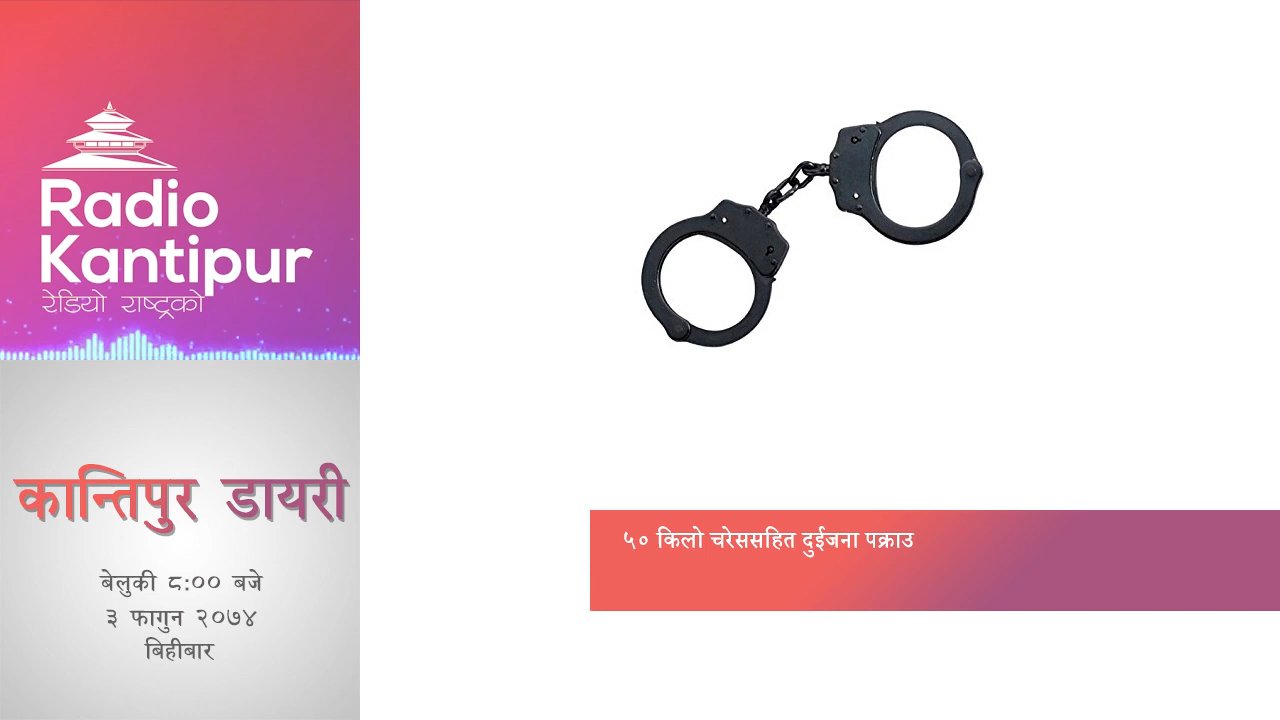 Radio
Kantipur
रेडियो राष्ट्रको
कान्तिपुर डायरी
बेलुकी ८:०० बजे
३ फागुन २०७४
बिहीबार
५० किलो चरेससहित दुईजना पक्राउ